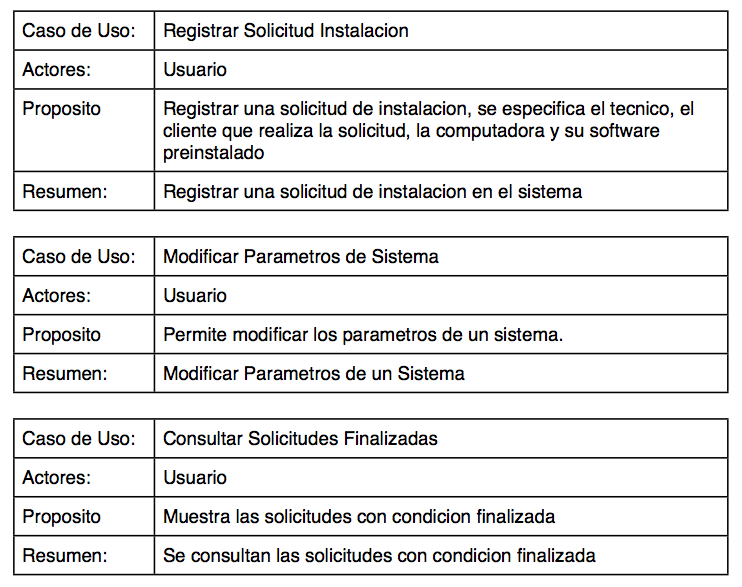 Caso de Uso: Registrar Solicitud Instalacion
Actores: Usuario
Proposito Registrar una solicitud de instalacion, se especifica el tecnico, el
cliente que realiza la solicitud, la computadora y su software
preinstalado
Resumen: Registrar una solicitud de instalacion en el sistema
Caso de Uso: Modificar Parametros de Sistema
Actores: Usuario
Proposito Permite modificar los parametros de un sistema.
Resumen: Modificar Parametros de un Sistema
Caso de Uso: Consultar Solicitudes Finalizadas
Actores: Usuario
Proposito Muestra las solicitudes con condicion finalizada
Resumen: Se consultan las solicitudes con condicion finalizada